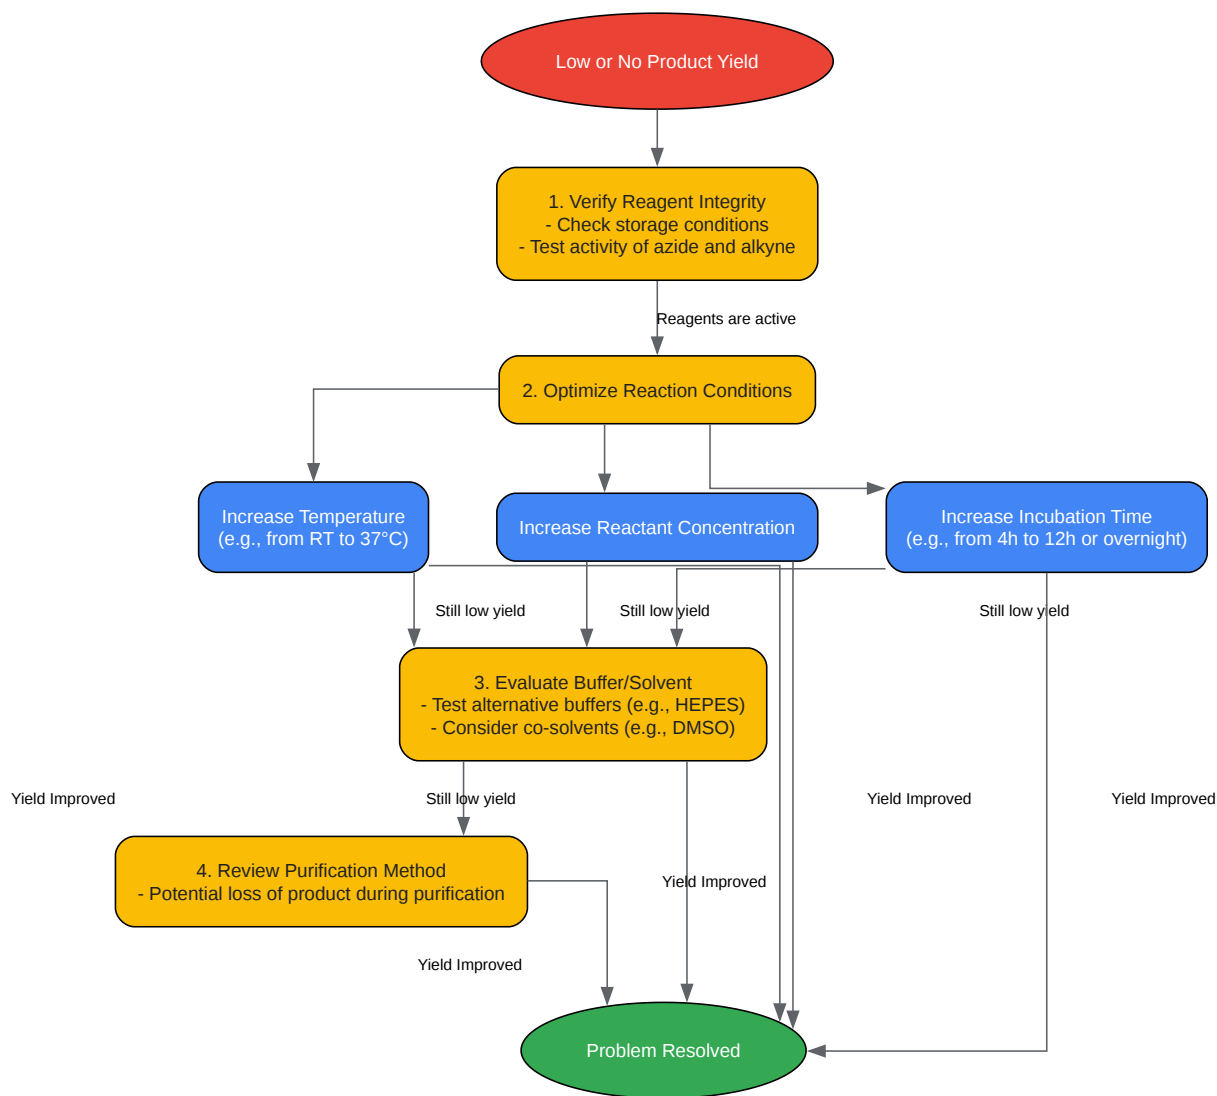 Low or No Product Yield
1. Verify Reagent Integrity
- Check storage conditions
- Test activity of azide and alkyne
Reagents are active
2. Optimize Reaction Conditions
Increase Temperature
(e.g., from RT to 37°C)
Increase Reactant Concentration
Increase Incubation Time
(e.g., from 4h to 12h or overnight)
Still low yield
Still low yield
Still low yield
3. Evaluate Buffer/Solvent
- Test alternative buffers (e.g., HEPES)
- Consider co-solvents (e.g., DMSO)
Yield Improved
Still low yield
Yield Improved
Yield Improved
4. Review Purification Method
- Potential loss of product during purification
Yield Improved
Yield Improved
Problem Resolved